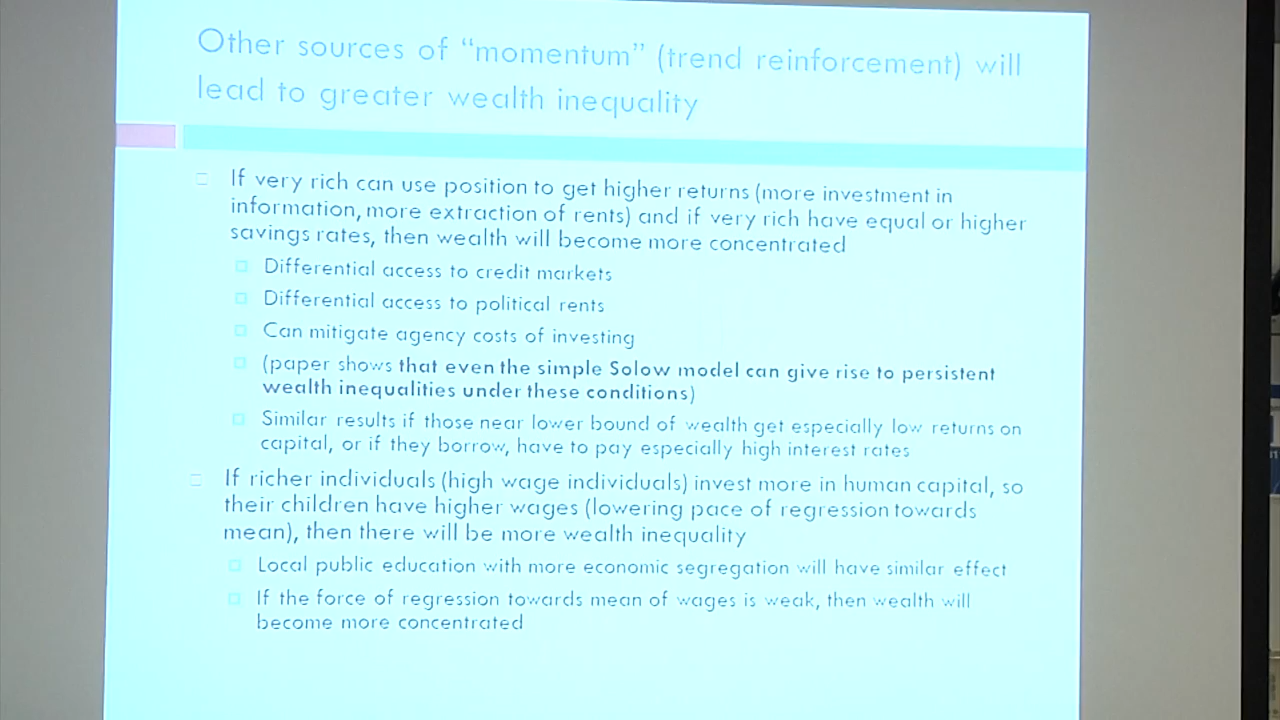 Other sources of “momentum” (trend reinforcement) will
lead to greater wealth inequality
If very rich can use position to get higher returns (more investment in
information, more extraction of rents) and if very rich have equal or higher
savings rates, then wealth will become more concentrated
Differential access to credit markets
Differential access to political rents
Can mitigate agency costs of investing
(paper shows that even the simple Solow model can give rise to persistent
wealth inequalities under these conditions)
Similar results if those near lower bound of wealth get especially low returns on
capital, or if they borrow, have to pay especially high interest rates
If richer individuals (high wage individuals) invest more in human capital, so
their children have higher wages (lowering pace of regression towards
mean), then there will be more wealth inequality
Local public education with more economic segregation will have similar effect
If the force of regression towards mean of wages is weak, then wealth will
become more concentrated